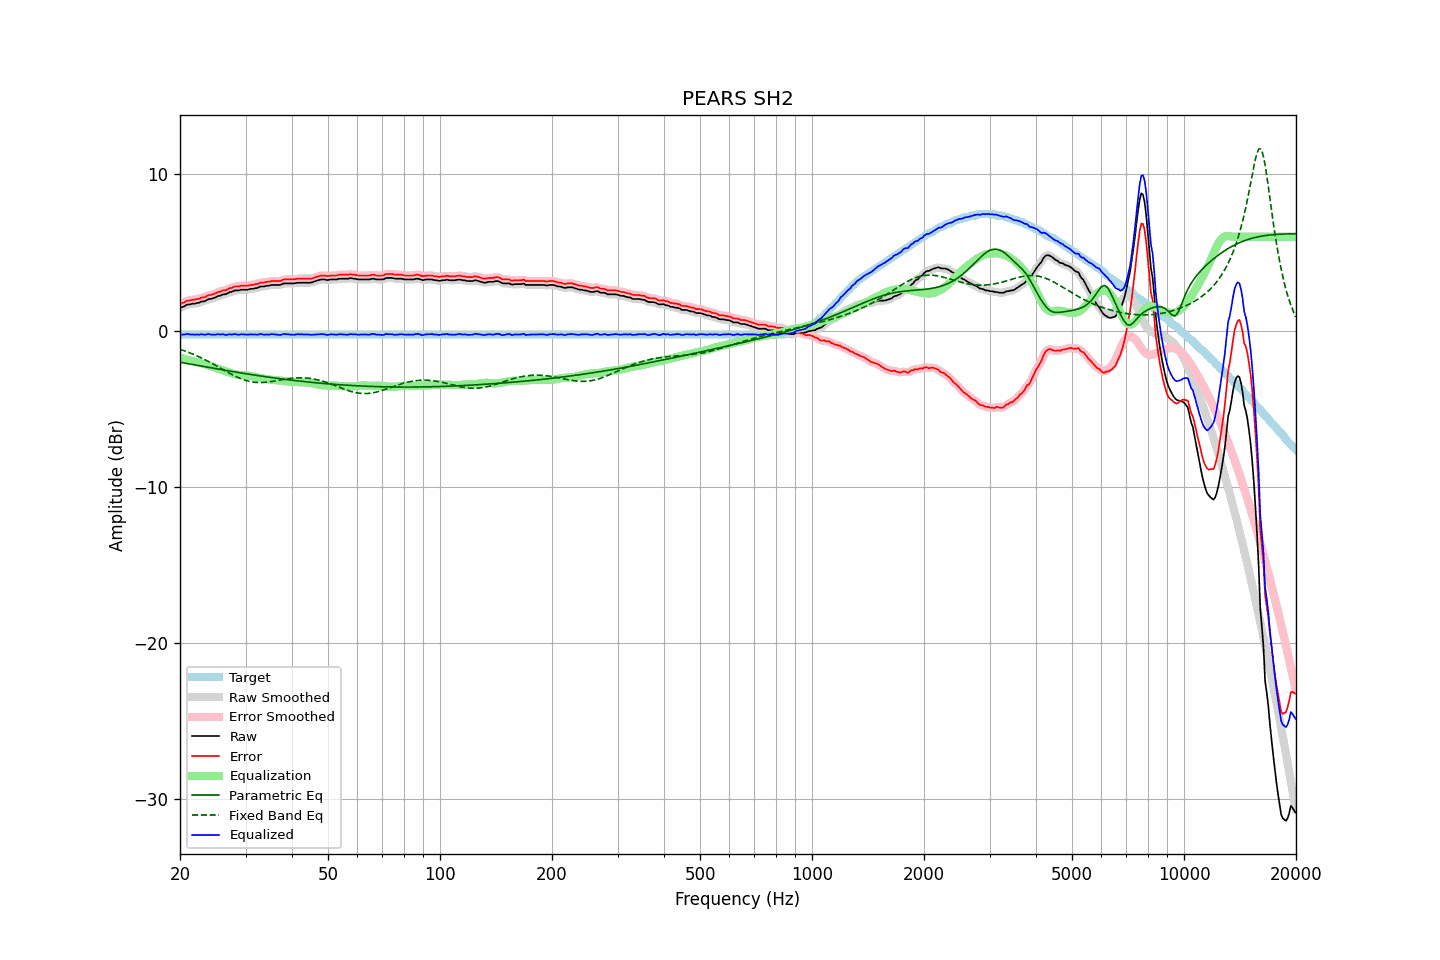 PEARS SH2
Amplitude (dBr)
10
0
−10
−20
−30
Target
Raw Smoothed
Error Smoothed
Raw
Error
Equalization
Parametric Eq
Fixed Band Eq
Equalized
20 50 100 200 500 1000 2000 5000 10000 20000
Frequency (Hz)